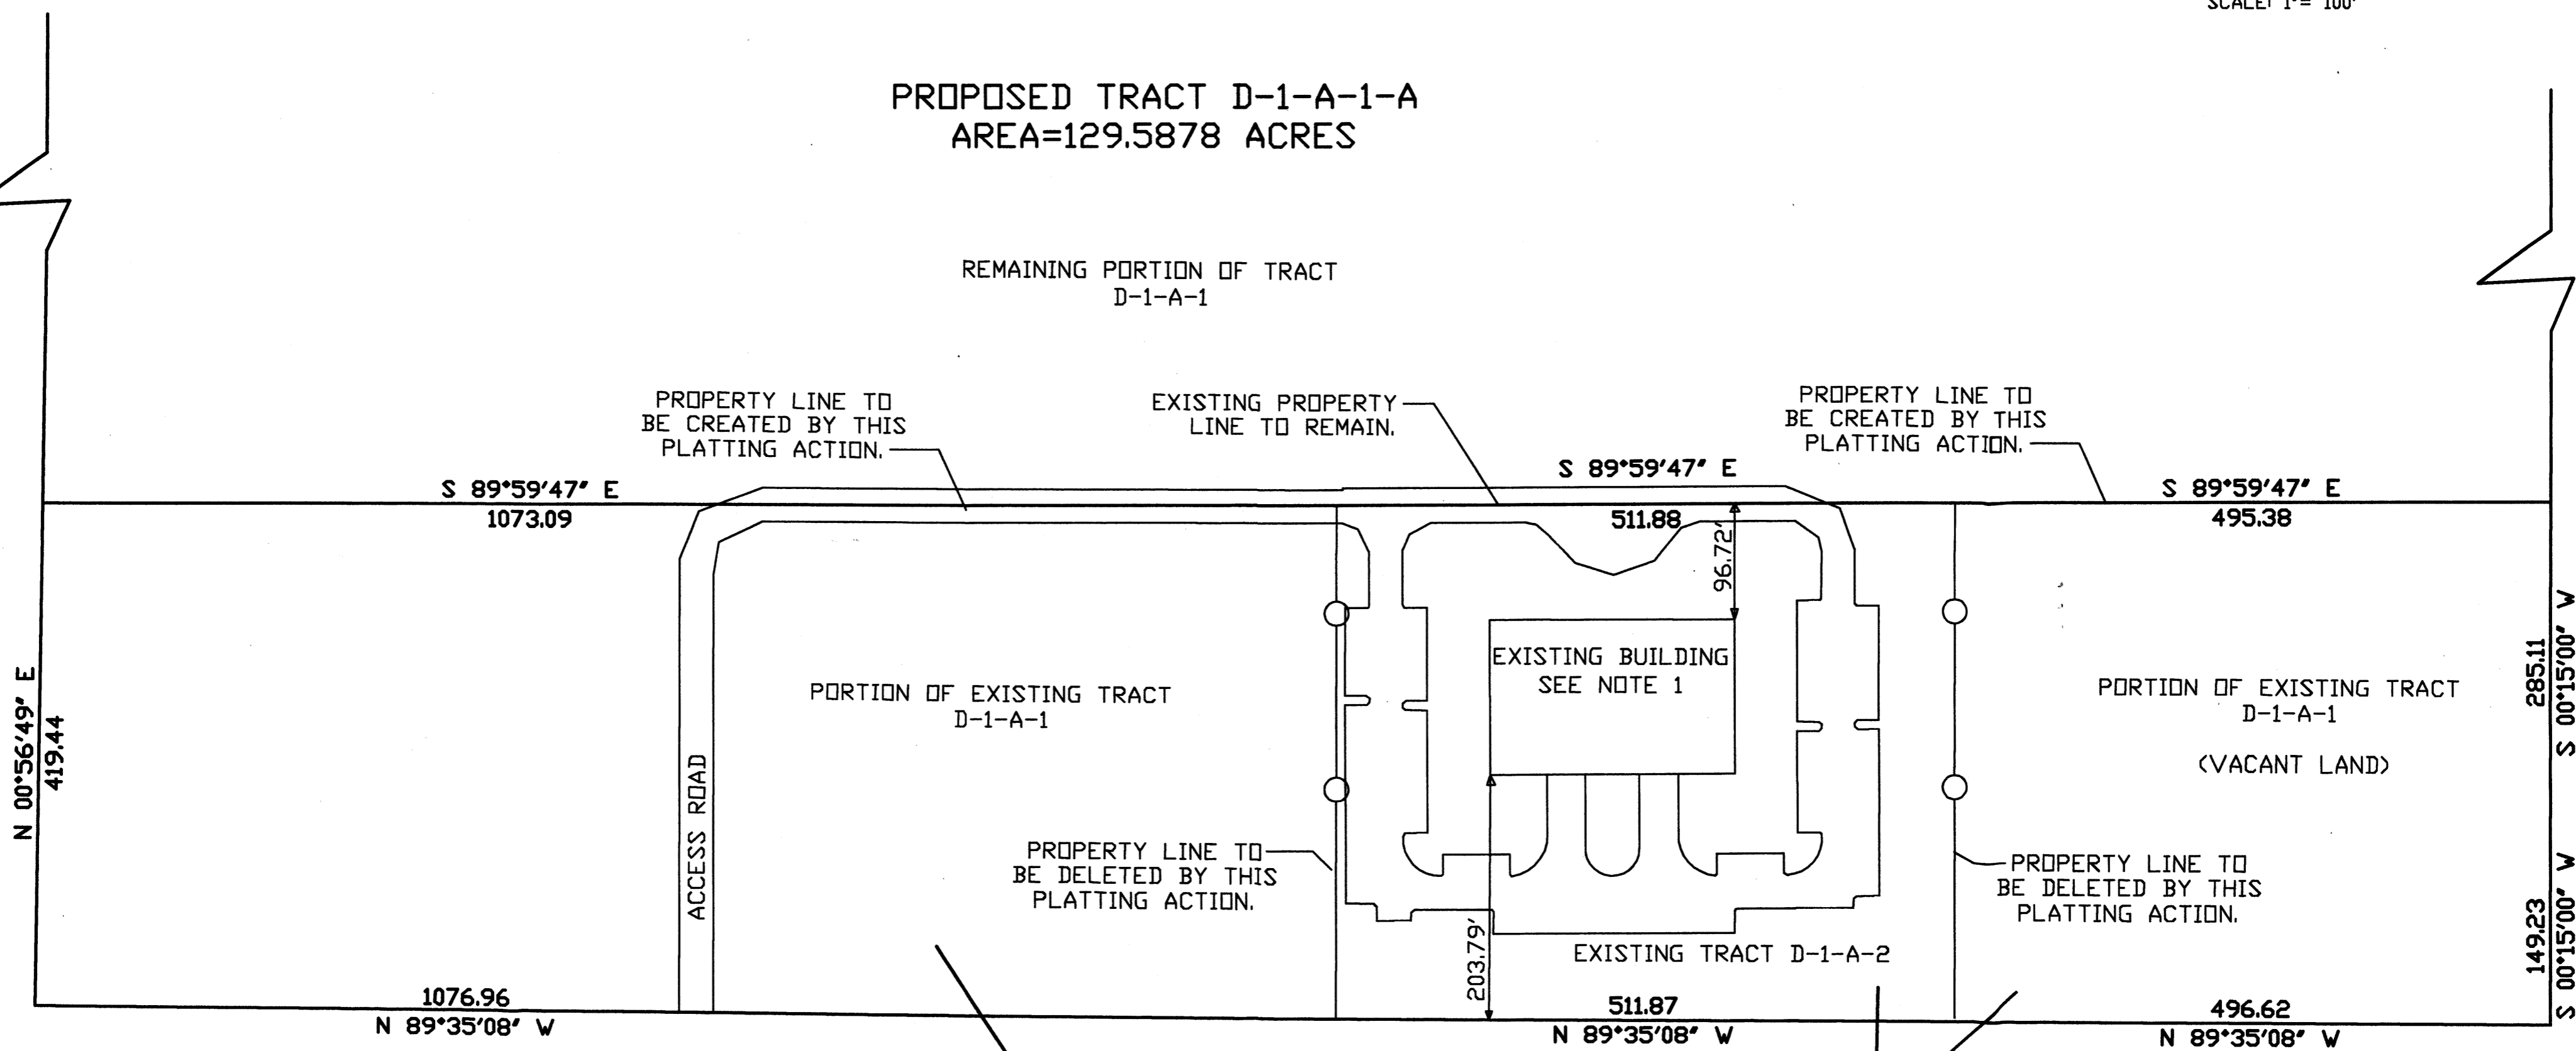 SCALE: 1"= 100'
PROPOSED TRACT D-1-A-1-A
AREA=129.5878 ACRES
REMAINING PORTION OF TRACT
D-1-A-1
PROPERTY LINE TO
BE CREATED BY THIS
PLATTING ACTION.
EXISTING PROPERTY
LINE TO REMAIN.
PROPERTY LINE TO
BE CREATED BY THIS
PLATTING ACTION.
S 89°59'47" E
1073.09
S 89°59'47" E
511.88
S 89°59'47" E
495.38
96.72'
N 00°56'49" E
419.44
PORTION OF EXISTING TRACT
D-1-A-1
EXISTING BUILDING
SEE NOTE 1
PORTION OF EXISTING TRACT
D-1-A-1
(VACANT LAND)
285.11
S 00°15'00" W
ACCESS ROAD
PROPERTY LINE TO
BE DELETED BY THIS
PLATTING ACTION.
203.79'
EXISTING TRACT D-1-A-2
PROPERTY LINE TO
BE DELETED BY THIS
PLATTING ACTION.
149.23
S 00°15'00" W
1076.96
N 89°35'08" W
511.87
N 89°35'08" W
496.62
N 89°35'08" W